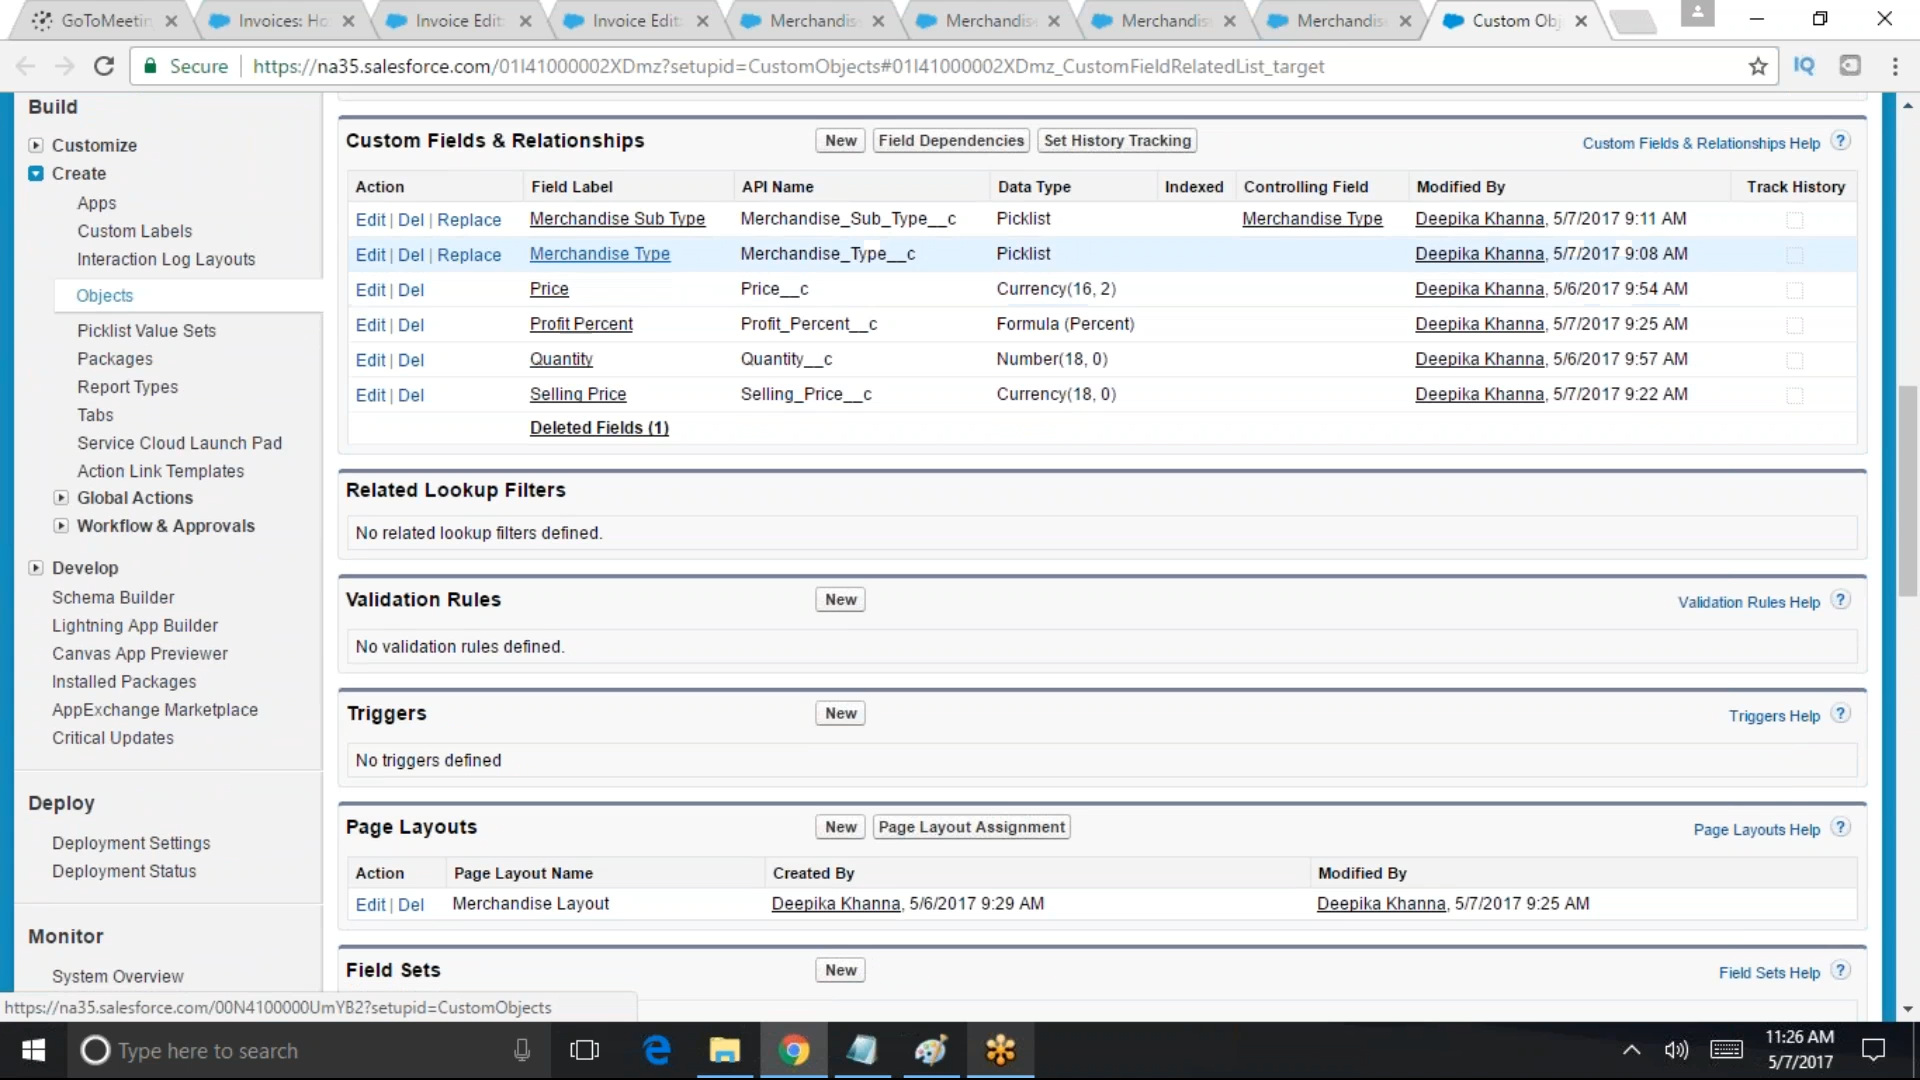 GoToMeetin
Invoices: Ho
Invoice Edit
Invoice Edit
Merchandis
Merchandis
Merchandis
Merchandis
Custom Obj
Secure https://na35.salesforce.com/01I41000002XDmz?setupid=CustomObjects#01I41000002XDmz_CustomFieldRelatedList_target
IQ
Build
Customize
Create
Apps
Custom Labels
Interaction Log Layouts
Objects
Picklist Value Sets
Packages
Report Types
Tabs
Service Cloud Launch Pad
Action Link Templates
Global Actions
Workflow & Approvals
Develop
Schema Builder
Lightning App Builder
Canvas App Previewer
Installed Packages
AppExchange Marketplace
Critical Updates
Deploy
Deployment Settings
Deployment Status
Monitor
System Overview
Custom Fields & Relationships New Field Dependencies Set History Tracking Custom Fields & Relationships Help ?
Action Field Label API Name Data Type Indexed Controlling Field Modified By Track History
Edit | Del | Replace Merchandise Sub Type Merchandise_Sub_Type__c Picklist Merchandise Type Deepika Khanna, 5/7/2017 9:11 AM
Edit | Del | Replace Merchandise Type Merchandise_Type__c Picklist Deepika Khanna, 5/7/2017 9:08 AM
Edit | Del Price Price__c Currency(16, 2) Deepika Khanna, 5/6/2017 9:54 AM
Edit | Del Profit Percent Profit_Percent__c Formula (Percent) Deepika Khanna, 5/7/2017 9:25 AM
Edit | Del Quantity Quantity__c Number(18, 0) Deepika Khanna, 5/6/2017 9:57 AM
Edit | Del Selling Price Selling_Price__c Currency(18, 0) Deepika Khanna, 5/7/2017 9:22 AM
Deleted Fields (1)
Related Lookup Filters
No related lookup filters defined.
Validation Rules New Validation Rules Help ?
No validation rules defined.
Triggers New Triggers Help ?
No triggers defined
Page Layouts New Page Layout Assignment Page Layouts Help ?
Action Page Layout Name Created By Modified By
Edit | Del Merchandise Layout Deepika Khanna, 5/6/2017 9:29 AM Deepika Khanna, 5/7/2017 9:25 AM
Field Sets New Field Sets Help ?
https://na35.salesforce.com/00N4100000UmYB2?setupid=CustomObjects
Type here to search
11:26 AM
5/7/2017